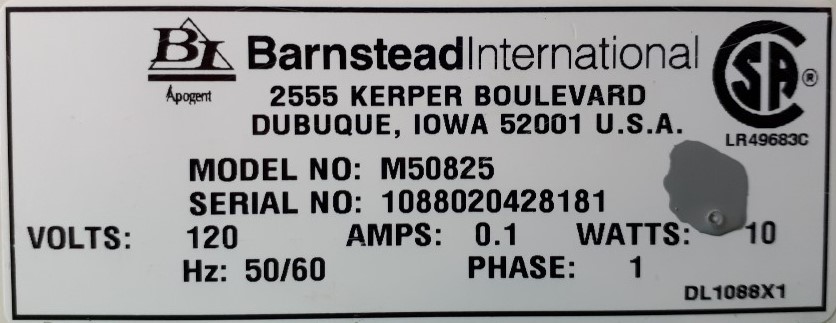 BI BarnsteadInternational
Apogent
2555 KERPER BOULEVARD
DUBUQUE, IOWA 52001 U.S.A.
CSA ®
LR49683C
MODEL NO: M50825
SERIAL NO: 1088020428181
VOLTS: 120 AMPS: 0.1 WATTS: 10
Hz: 50/60 PHASE: 1
DL1088X1